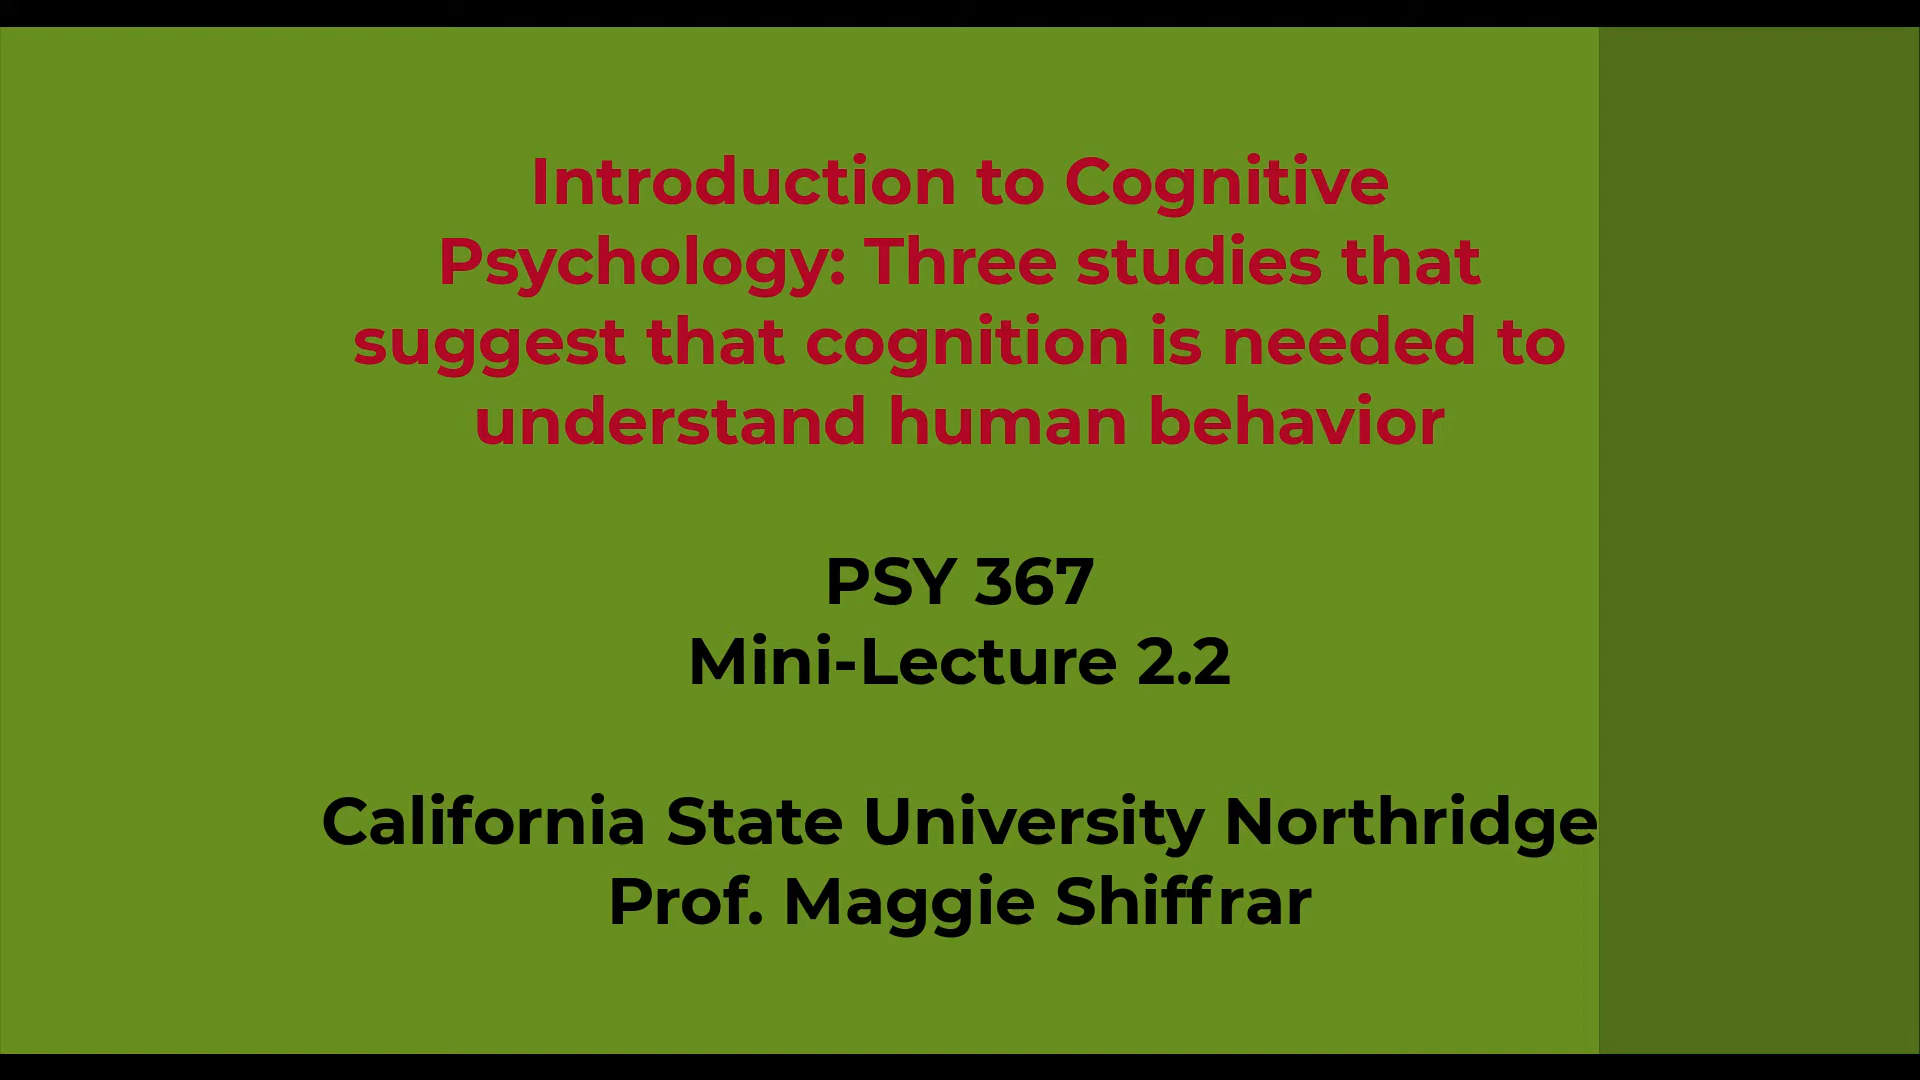 Introduction to Cognitive
Psychology: Three studies that
suggest that cognition is needed to
understand human behavior
PSY 367
Mini-Lecture 2.2
California State University Northridge
Prof. Maggie Shiffrar